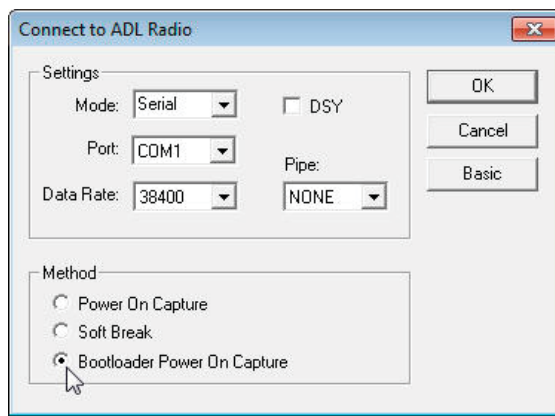 Connect to ADL Radio
Settings
Mode: Serial
DSY
Port: COM1
Pipe:
Data Rate: 38400
NONE
OK
Cancel
Basic
Method
Power On Capture
Soft Break
Bootloader Power On Capture